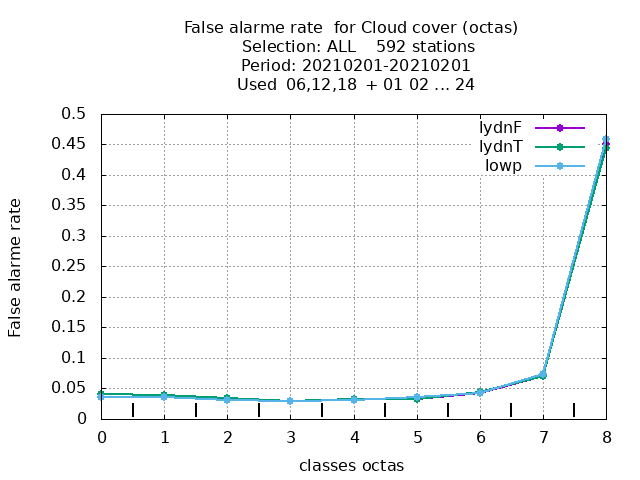 False alarme rate  for Cloud cover (octas)
Selection: ALL    592 stations
Period: 20210201-20210201
Used  06,12,18  + 01 02 ... 24
lydnF
lydnT
lowp
0.5
0.45
0.4
0.35
0.3
0.25
0.2
0.15
0.1
0.05
0
False alarme rate
0 1 2 3 4 5 6 7 8
classes octas